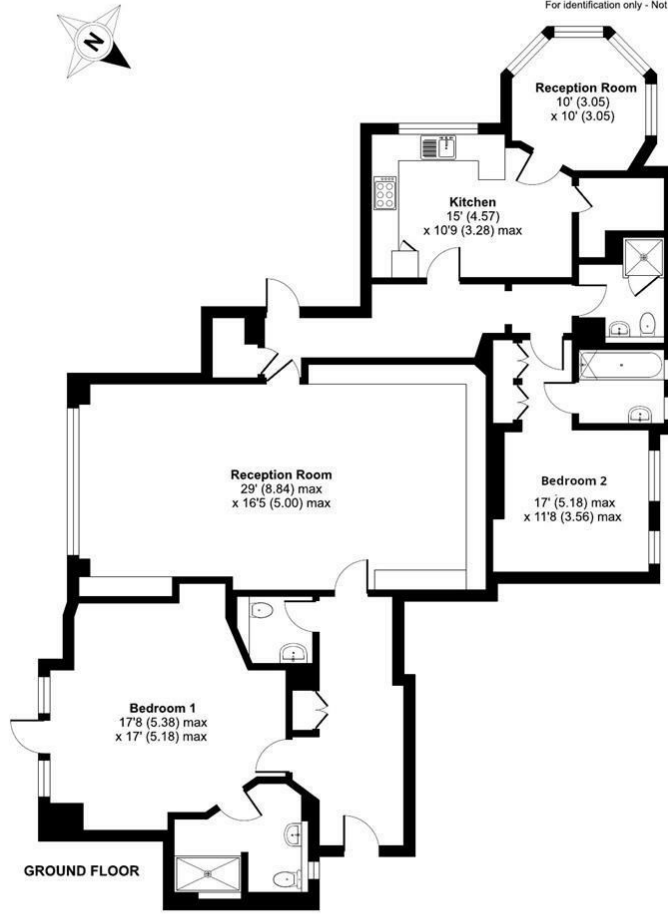 For identification only - Not
N
Reception Room
10' (3.05)
x 10' (3.05)
Kitchen
15' (4.57)
x 10'9 (3.28) max
Reception Room
29' (8.84) max
x 16'5 (5.00) max
Bedroom 2
17' (5.18) max
x 11'8 (3.56) max
Bedroom 1
17'8 (5.38) max
x 17' (5.18) max
GROUND FLOOR